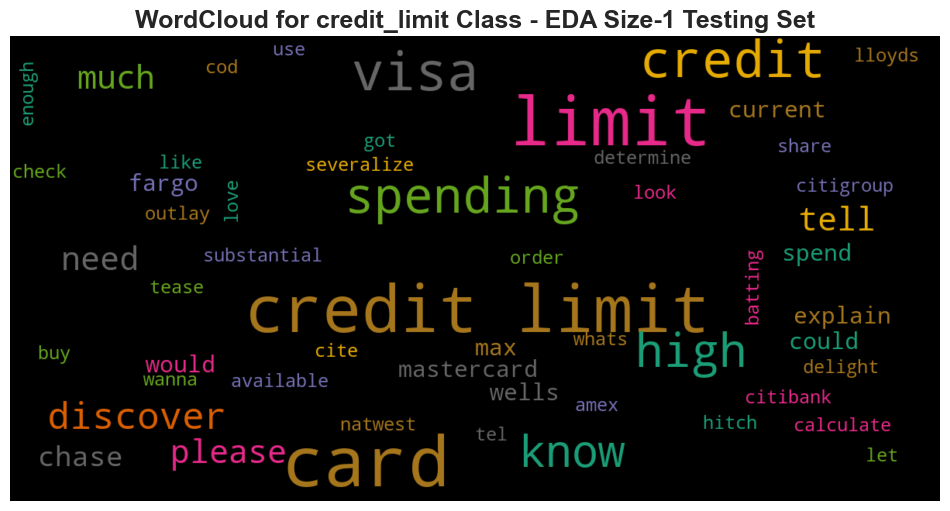 WordCloud for credit_limit Class - EDA Size-1 Testing Set
use
credit
lloyds
enough
much
cod
visa
limit
current
got
determine
share
check
like
severalize
fargo
love
spending
look
citigroup
outlay
tell
need
substantial
order
batting
spend
tease
credit limit
explain
buy
would
cite
max
whats
high
could
wanna
available
mastercard
delight
wells
citibank
discover
natwest
amex
hitch
calculate
chase
please
card
tel
know
let